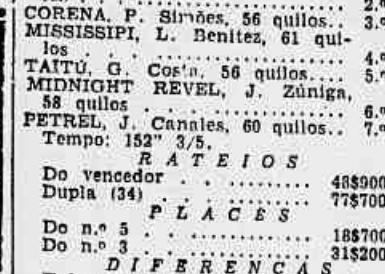 2.º
CORENA, P. Simões, 56 quilos.. 3.º
MISSISSIPI, L. Benitez, 61 qui-
los . . . . . . . . . . . . . . . . 4.º
TAITÚ, G. Costa, 56 quilos..... 5.º
MIDNIGHT REVEL, J. Zúniga,
58 quilos . . . . . . . . . . . . . 6.º
PETREL, J. Canales, 60 quilos.. 7.º
Tempo: 152" 3/5.
RATEIOS
Do vencedor . . . . . . . . . . 48$900
Dupla (34) . . . . . . . . . . . 77$700
PLACÉS
Do n.º 5 . . . . . . . . . . . . 18$700
Do n.º 3 . . . . . . . . . . . . 31$200
DIFERENÇAS